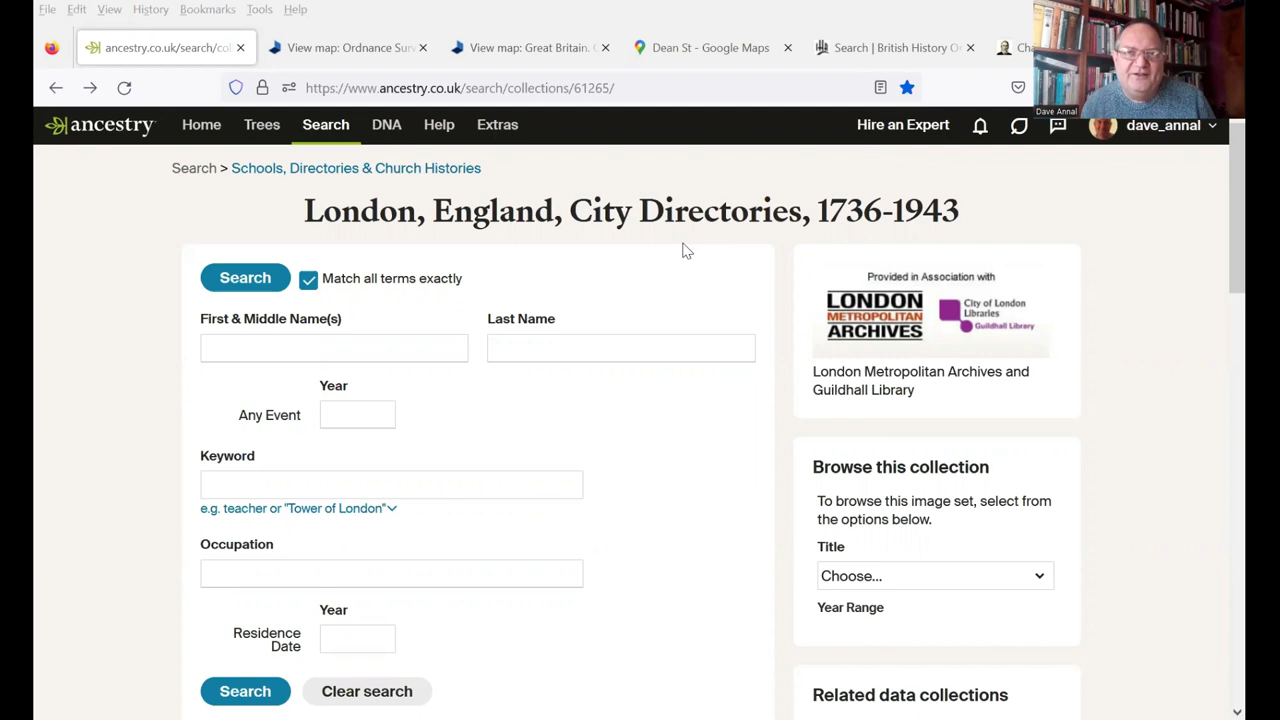 File Edit View History Bookmarks Tools Help
ancestry.co.uk/search/col
View map: Ordnance Surv
View map: Great Britain.
Dean St - Google Maps
Search | British History On
Cha
https://www.ancestry.co.uk/search/collections/61265/
Dave Annal
ancestry Home Trees Search DNA Help Extras Hire an Expert dave_annal
Search > Schools, Directories & Church Histories
London, England, City Directories, 1736-1943
Search Match all terms exactly
First & Middle Name(s) Last Name
Year
Any Event
Keyword
e.g. teacher or "Tower of London"
Occupation
Year
Residence
Date
Search Clear search
Provided in Association with
LONDON
METROPOLITAN
ARCHIVES
City of London
Libraries
Guildhall Library
London Metropolitan Archives and
Guildhall Library
Browse this collection
To browse this image set, select from
the options below.
Title
Choose...
Year Range
Related data collections